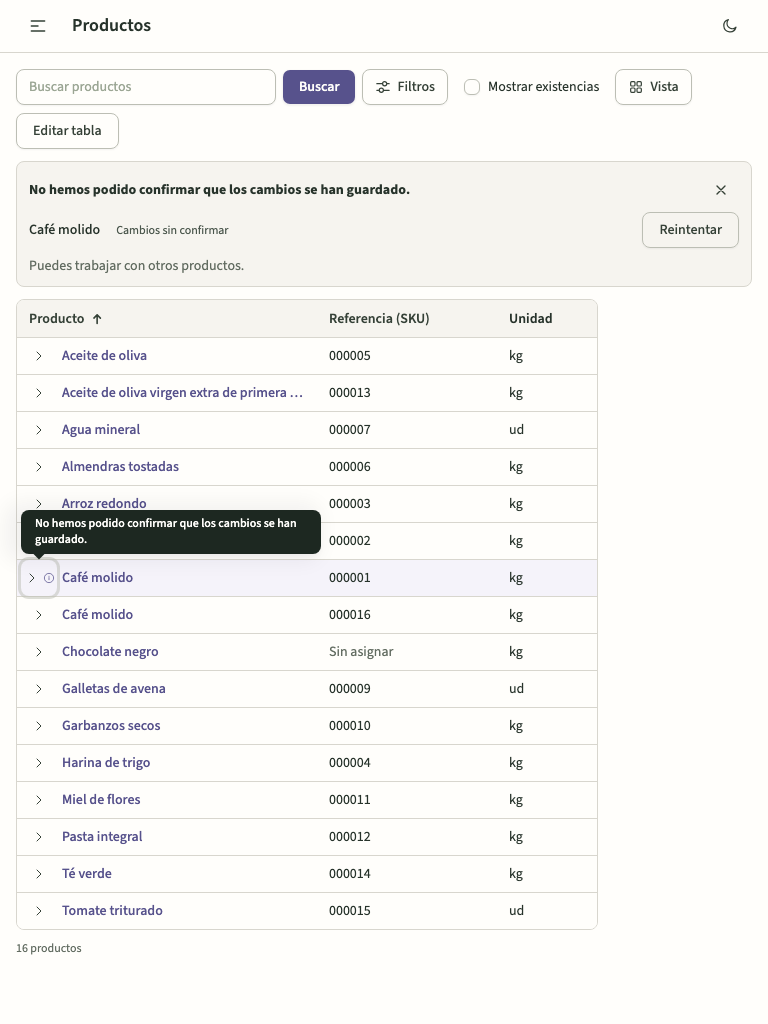 Productos
Buscar productos
Buscar
Filtros
Mostrar existencias
Vista
Editar tabla
No hemos podido confirmar que los cambios se han guardado.
Café molido Cambios sin confirmar
Reintentar
Puedes trabajar con otros productos.
Producto Referencia (SKU) Unidad
Aceite de oliva 000005 kg
Aceite de oliva virgen extra de primera … 000013 kg
Agua mineral 000007 ud
Almendras tostadas 000006 kg
Arroz redondo 000003 kg
No hemos podido confirmar que los cambios se han
guardado.
000002 kg
Café molido 000001 kg
Café molido 000016 kg
Chocolate negro Sin asignar kg
Galletas de avena 000009 ud
Garbanzos secos 000010 kg
Harina de trigo 000004 kg
Miel de flores 000011 kg
Pasta integral 000012 kg
Té verde 000014 kg
Tomate triturado 000015 ud
16 productos